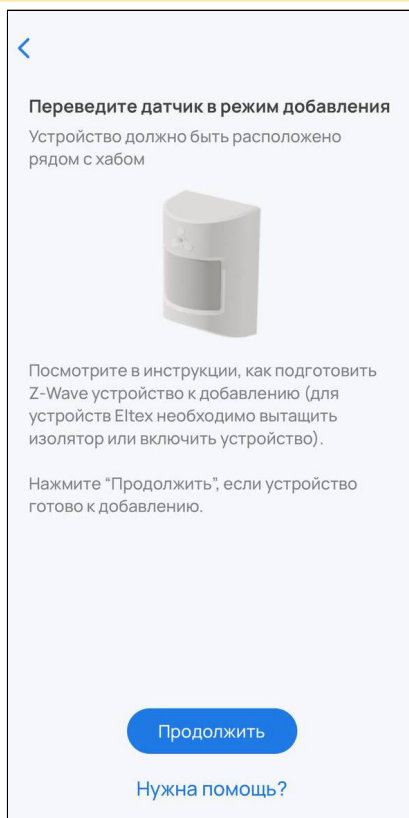 Переведите датчик в режим добавления
Устройство должно быть расположено
рядом с хабом
Посмотрите в инструкции, как подготовить
Z-Wave устройство к добавлению (для
устройств Eltex необходимо вытащить
изолятор или включить устройство).
Нажмите “Продолжить”, если устройство
готово к добавлению.
Продолжить
Нужна помощь?